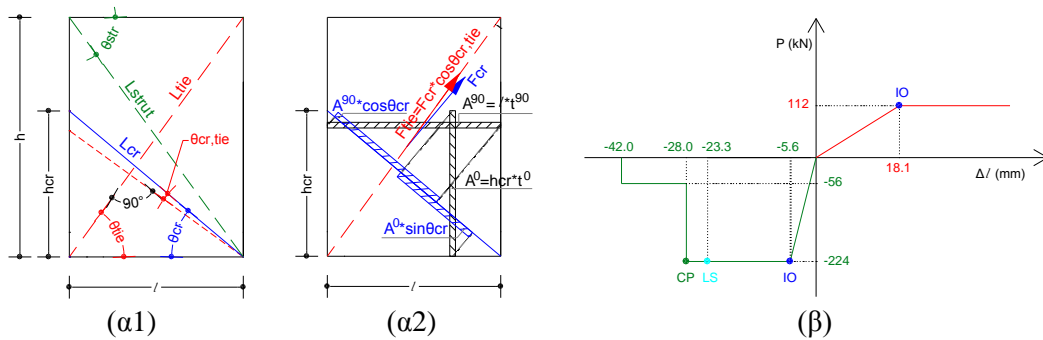 θstr
Lstrut
Ltie
h
hcr
Lcr
θcr,tie
90°
θtie
θcr
l
(α1)
Ftie=Fcr*cosθcr,tie
Fcr
A90*cosθcr
A90=l*t90
hcr
A0=hcr*t0
A0*sinθcr
l
(α2)
P (kN)
112
IO
-42.0
-28.0
-23.3
-5.6
18.1
Δl (mm)
-56
-224
CP
LS
IO
(β)